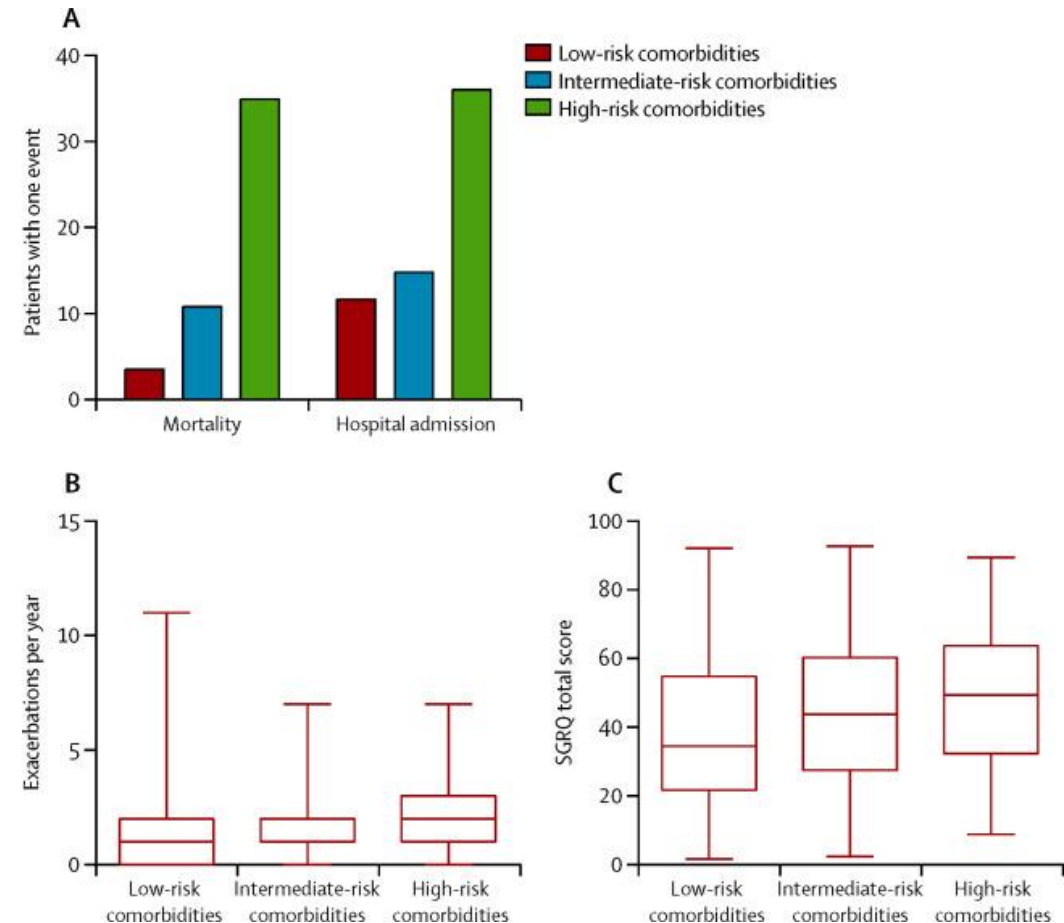 A
40
30
20
10
0
Patients with one event
Mortality
Hospital admission
Low-risk comorbidities
Intermediate-risk comorbidities
High-risk comorbidities
B
15
10
5
0
Exacerbations per year
Low-risk
comorbidities
Intermediate-risk
comorbidities
High-risk
comorbidities
C
100
80
60
40
20
0
SGRQ total score
Low-risk
comorbidities
Intermediate-risk
comorbidities
High-risk
comorbidities